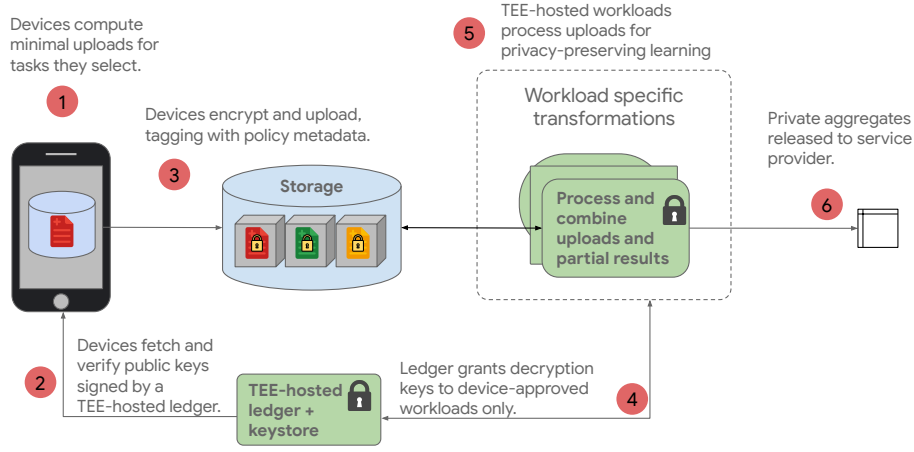 Devices compute
minimal uploads for
tasks they select.
1
5
TEE-hosted workloads
process uploads for
privacy-preserving learning
Devices encrypt and upload,
tagging with policy metadata.
3
Storage
Workload specific
transformations
Process and
combine
uploads and
partial results
Private aggregates
released to service
provider.
6
2
Devices fetch and
verify public keys
signed by a
TEE-hosted ledger.
TEE-hosted
ledger +
keystore
Ledger grants decryption
keys to device-approved
workloads only.
4